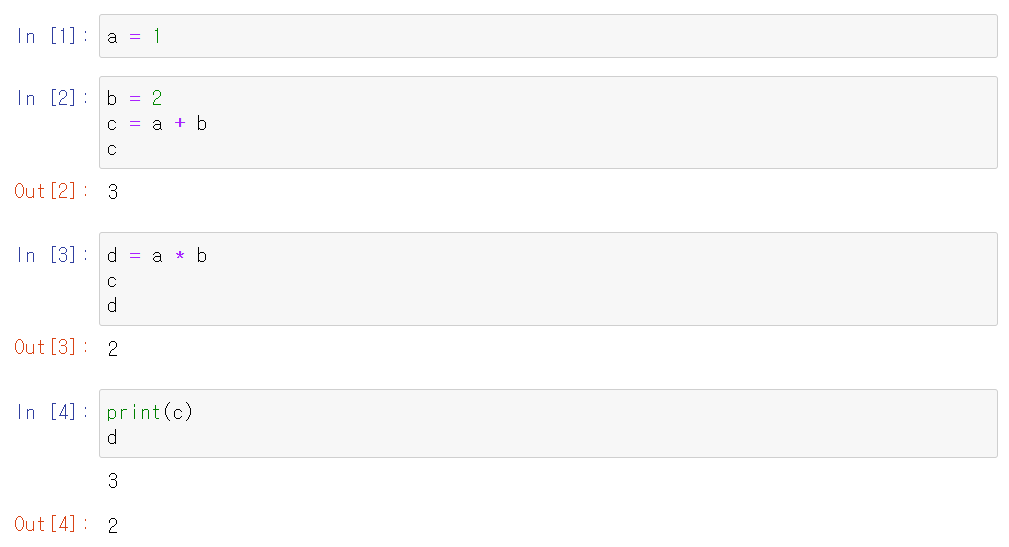 In [1]: a = 1
In [2]: b = 2
c = a + b
c
Out[2]: 3
In [3]: d = a * b
c
d
Out[3]: 2
In [4]: print(c)
d
3
Out[4]: 2